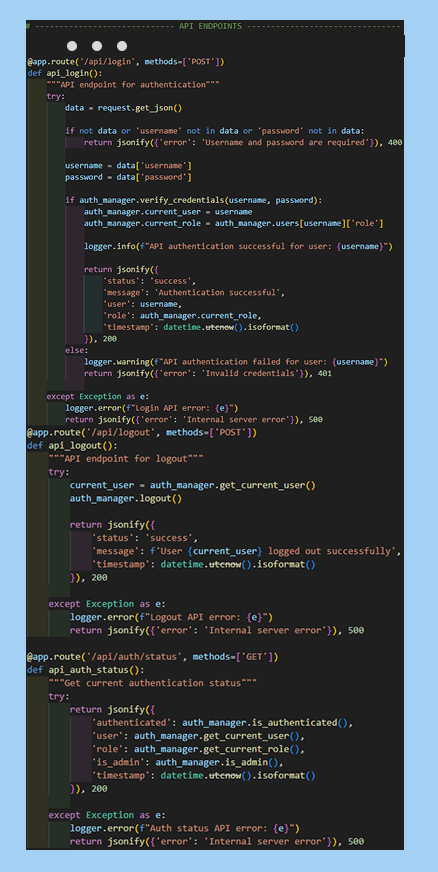 # ---------------------------- API ENDPOINTS -------------------------------
@app.route('/api/login', methods=['POST'])
def api_login():
    """API endpoint for authentication"""
    try:
        data = request.get_json()

        if not data or 'username' not in data or 'password' not in data:
            return jsonify({'error': 'Username and password are required'}), 400

        username = data['username']
        password = data['password']

        if auth_manager.verify_credentials(username, password):
            auth_manager.current_user = username
            auth_manager.current_role = auth_manager.users[username]['role']

            logger.info(f"API authentication successful for user: {username}")

            return jsonify({
                'status': 'success',
                'message': 'Authentication successful',
                'user': username,
                'role': auth_manager.current_role,
                'timestamp': datetime.utcnow().isoformat()
            }), 200
        else:
            logger.warning(f"API authentication failed for user: {username}")
            return jsonify({'error': 'Invalid credentials'}), 401

    except Exception as e:
        logger.error(f"Login API error: {e}")
        return jsonify({'error': 'Internal server error'}), 500
@app.route('/api/logout', methods=['POST'])
def api_logout():
    """API endpoint for logout"""
    try:
        current_user = auth_manager.get_current_user()
        auth_manager.logout()

        return jsonify({
            'status': 'success',
            'message': f'User {current_user} logged out successfully',
            'timestamp': datetime.utcnow().isoformat()
        }), 200

    except Exception as e:
        logger.error(f"Logout API error: {e}")
        return jsonify({'error': 'Internal server error'}), 500

@app.route('/api/auth/status', methods=['GET'])
def api_auth_status():
    """Get current authentication status"""
    try:
        return jsonify({
            'authenticated': auth_manager.is_authenticated(),
            'user': auth_manager.get_current_user(),
            'role': auth_manager.get_current_role(),
            'is_admin': auth_manager.is_admin(),
            'timestamp': datetime.utcnow().isoformat()
        }), 200

    except Exception as e:
        logger.error(f"Auth status API error: {e}")
        return jsonify({'error': 'Internal server error'}), 500